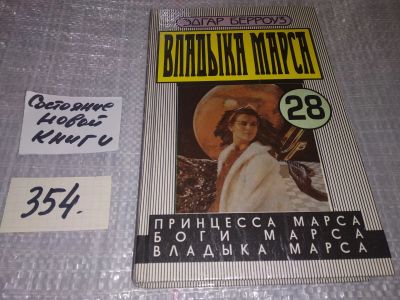 ЭДГАР БЕРРОУЗ
ВЛАДЫКА МАРСА
28
ПРИНЦЕССА МАРСА
БОГИ МАРСА
ВЛАДЫКА МАРСА
Состояние
новой
книги
354.